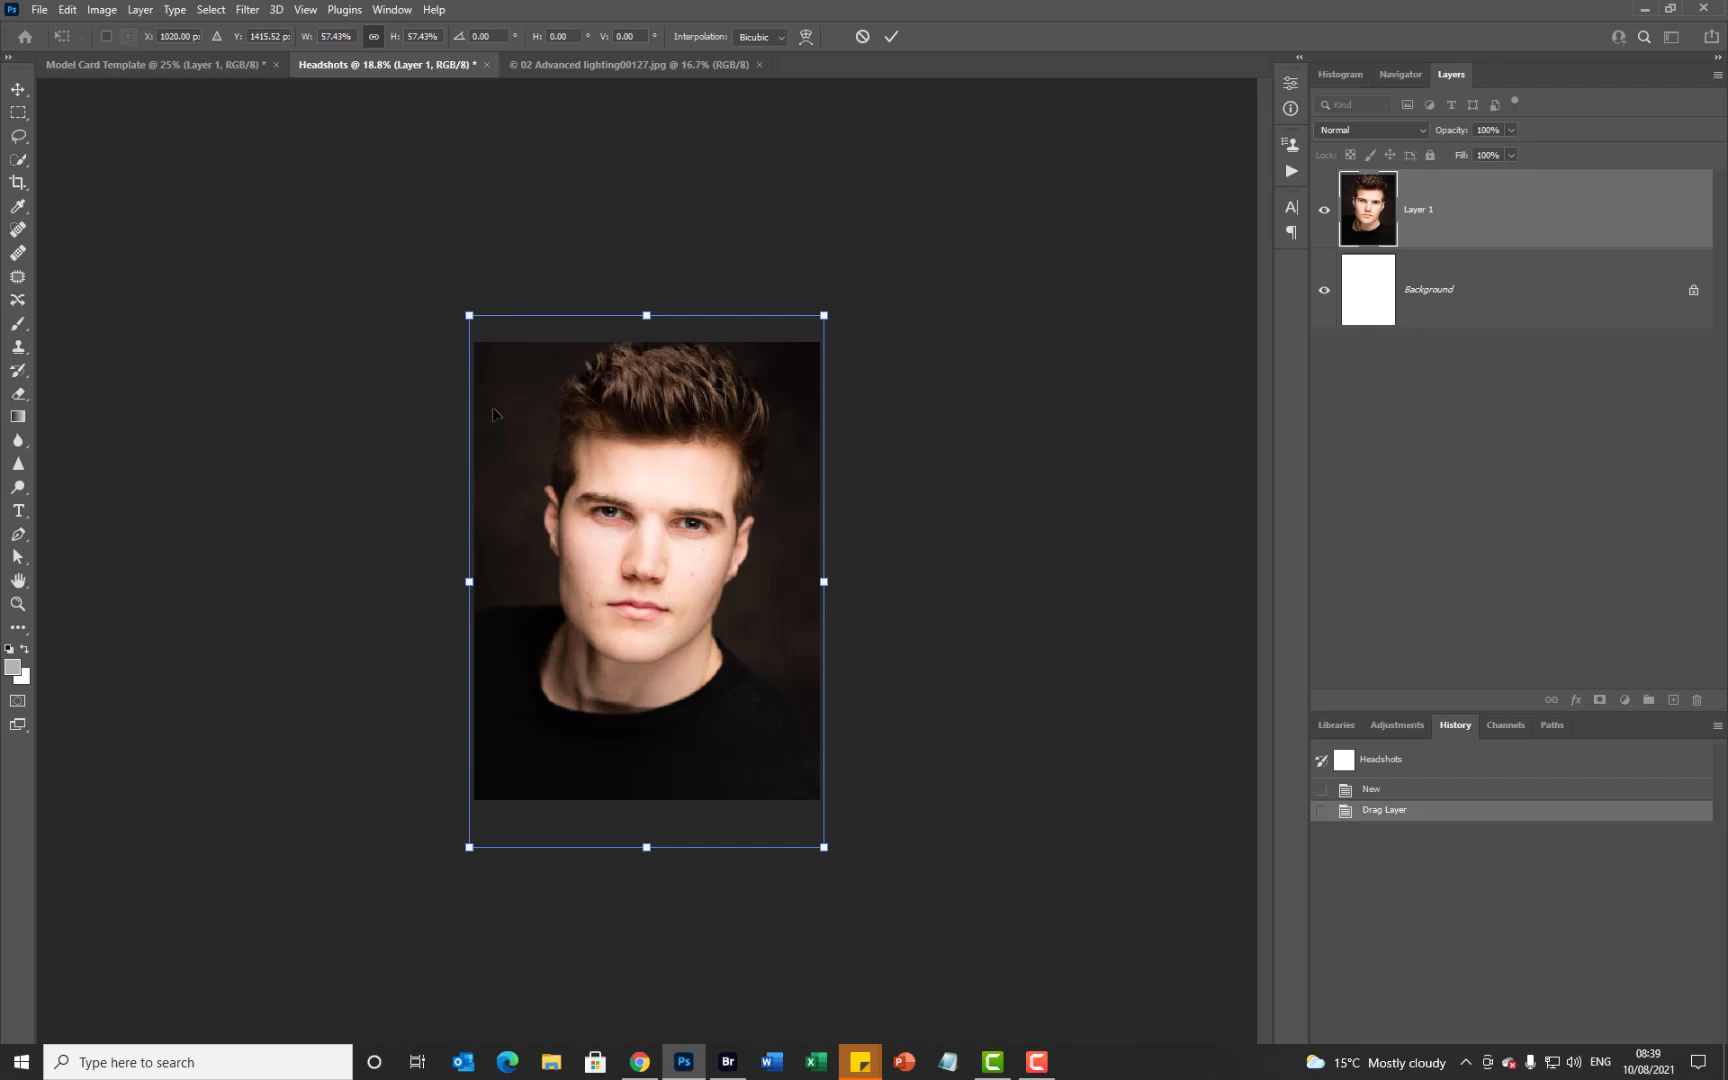 Ps File Edit Image Layer Type Select Filter 3D View Plugins Window Help
X: 1020.00 p: Y: 1415.52 p: W: 57.43% H: 57.43% 0.00 ° H: 0.00 ° V: 0.00 ° Interpolation: Bicubic
Model Card Template @ 25% (Layer 1, RGB/8) * × Headshots @ 18.8% (Layer 1, RGB/8) * × © 02 Advanced lighting00127.jpg @ 16.7% (RGB/8) ×
Histogram Navigator Layers
Kind
Normal Opacity: 100%
Lock: Fill: 100%
Layer 1
Background
Libraries Adjustments History Channels Paths
Headshots
New
Drag Layer
Type here to search
Ps Br
15°C Mostly cloudy ENG
08:39
10/08/2021